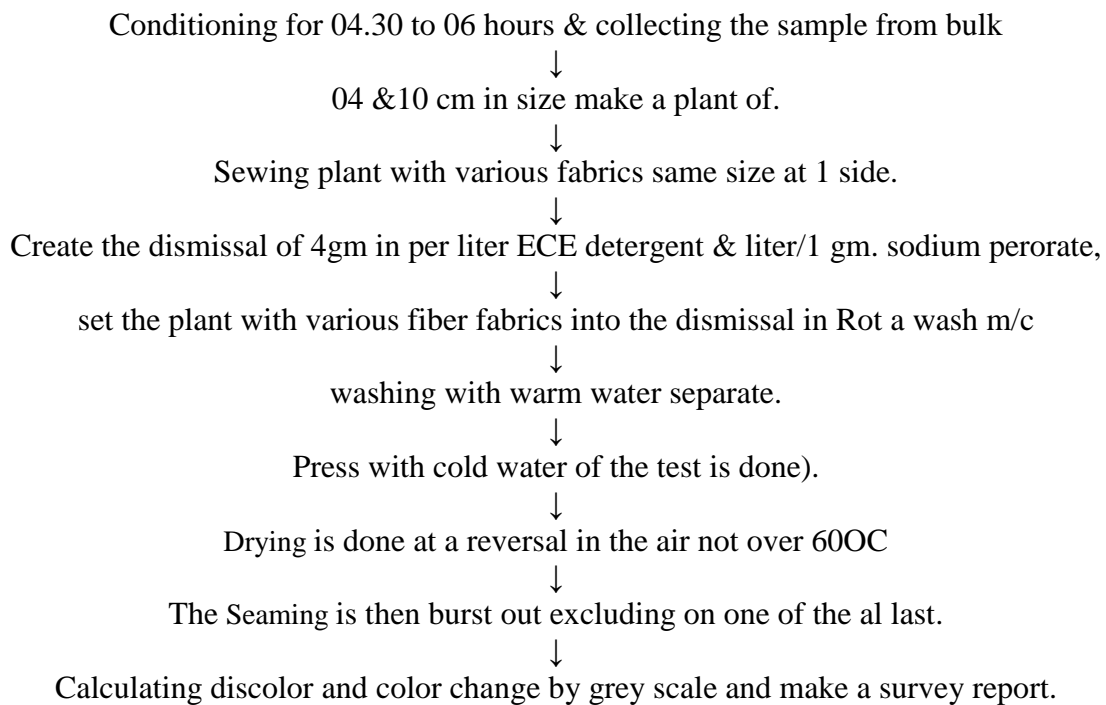 Conditioning for 04.30 to 06 hours & collecting the sample from bulk
↓
04 &10 cm in size make a plant of.
↓
Sewing plant with various fabrics same size at 1 side.
↓
Create the dismissal of 4gm in per liter ECE detergent & liter/1 gm. sodium perorate,
↓
set the plant with various fiber fabrics into the dismissal in Rot a wash m/c
↓
washing with warm water separate.
↓
Press with cold water of the test is done).
↓
Drying is done at a reversal in the air not over 60OC
↓
The Seaming is then burst out excluding on one of the al last.
↓
Calculating discolor and color change by grey scale and make a survey report.